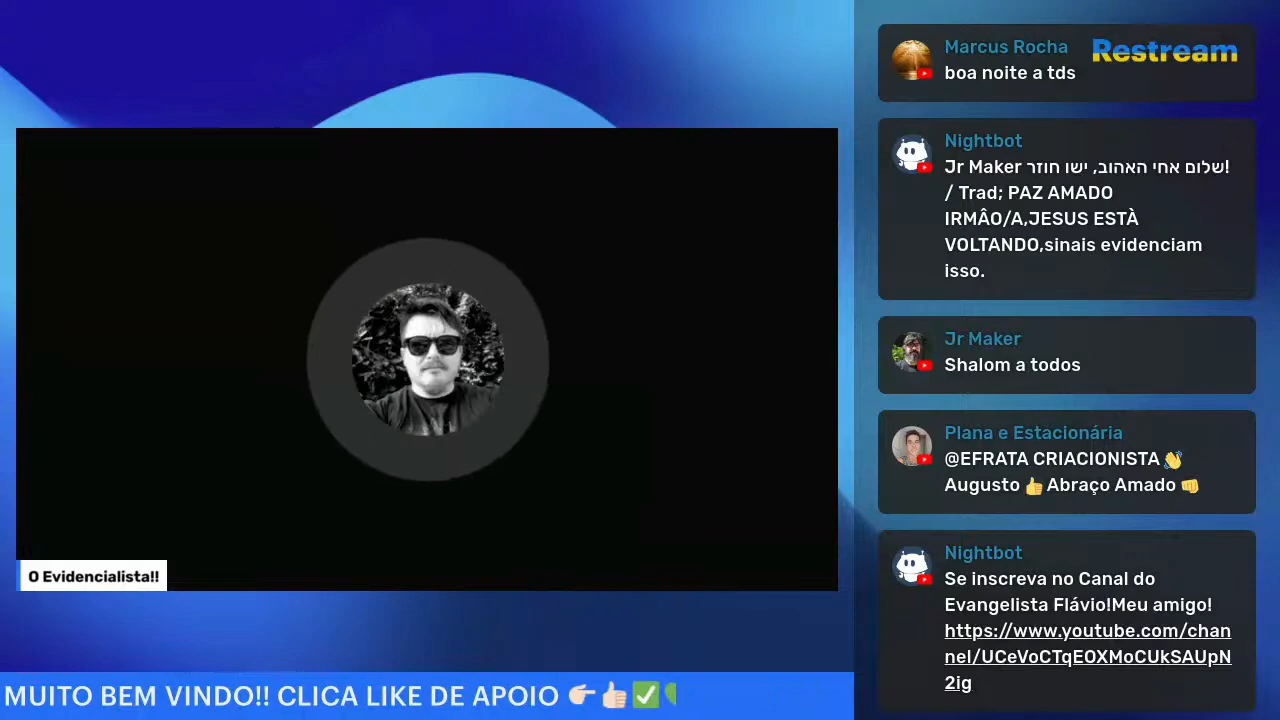 O Evidencialista!!
MUITO BEM VINDO!! CLICA LIKE DE APOIO 👉🏻👍🏻✅
Restream
Marcus Rocha
boa noite a tds
Nightbot
Jr Maker שלום אחי האהוב, ישו חוזר!
/ Trad; PAZ AMADO
IRMÂO/A,JESUS ESTÀ
VOLTANDO,sinais evidenciam
isso.
Jr Maker
Shalom a todos
Plana e Estacionária
@EFRATA CRIACIONISTA 👋
Augusto 👍 Abraço Amado 👊
Nightbot
Se inscreva no Canal do
Evangelista Flávio!Meu amigo!
https://www.youtube.com/chan
nel/UCeVoCTqEOXMoCUkSAUpN
2ig